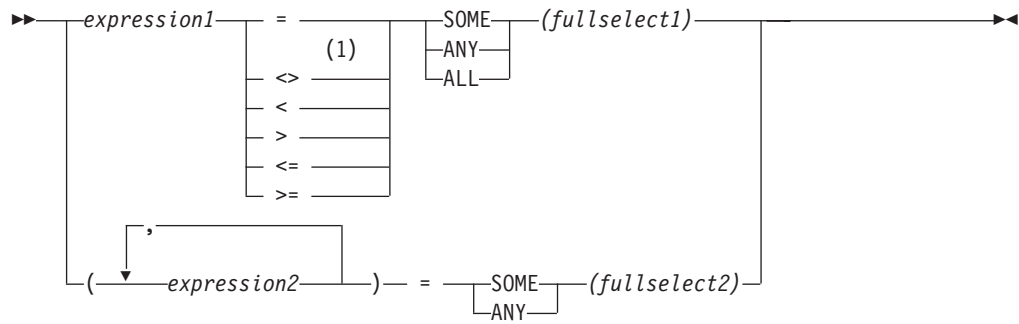 expression1 = SOME (fullselect1)
(1) ANY
<> ALL
<
>
<=
>=
,
( expression2 ) = SOME (fullselect2)
ANY